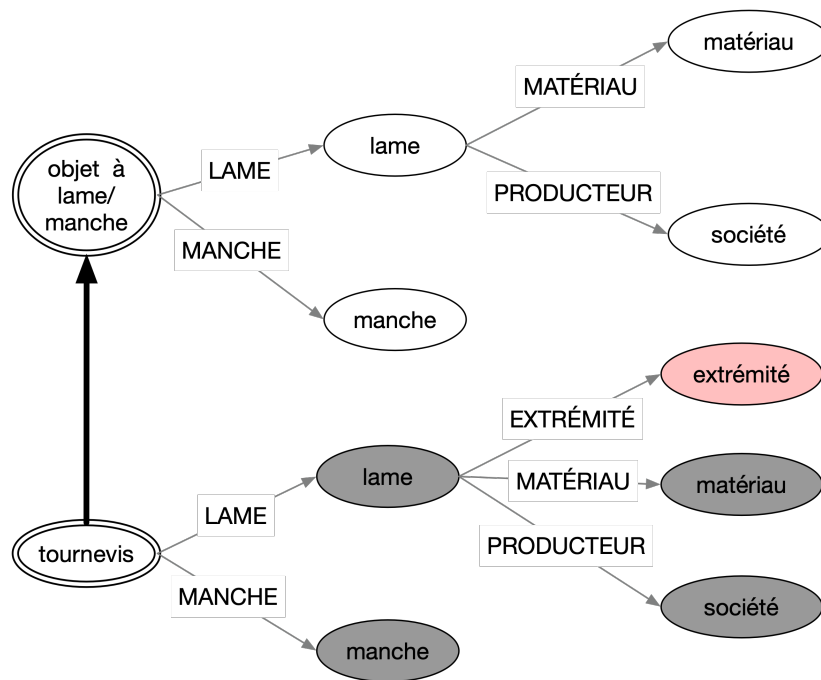 matériau
MATÉRIAU
LAME
lame
objet à
lame/
manche
PRODUCTEUR
société
MANCHE
manche
extrémité
EXTRÉMITÉ
lame
MATÉRIAU
matériau
LAME
PRODUCTEUR
tournevis
MANCHE
société
manche